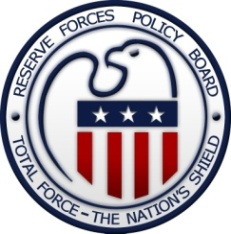 RESERVE FORCES POLICY BOARD
TOTAL FORCE–THE NATION'S SHIELD